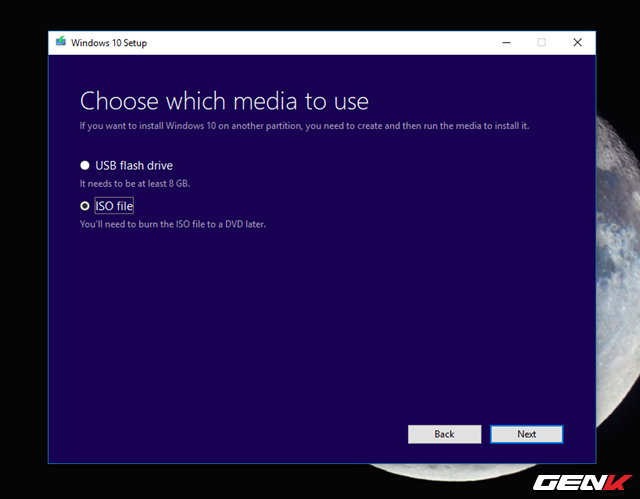 Windows 10 Setup
Choose which media to use
If you want to install Windows 10 on another partition, you need to create and then run the media to install it.
USB flash drive
It needs to be at least 8 GB.
ISO file
You'll need to burn the ISO file to a DVD later.
Back
Next
GENK